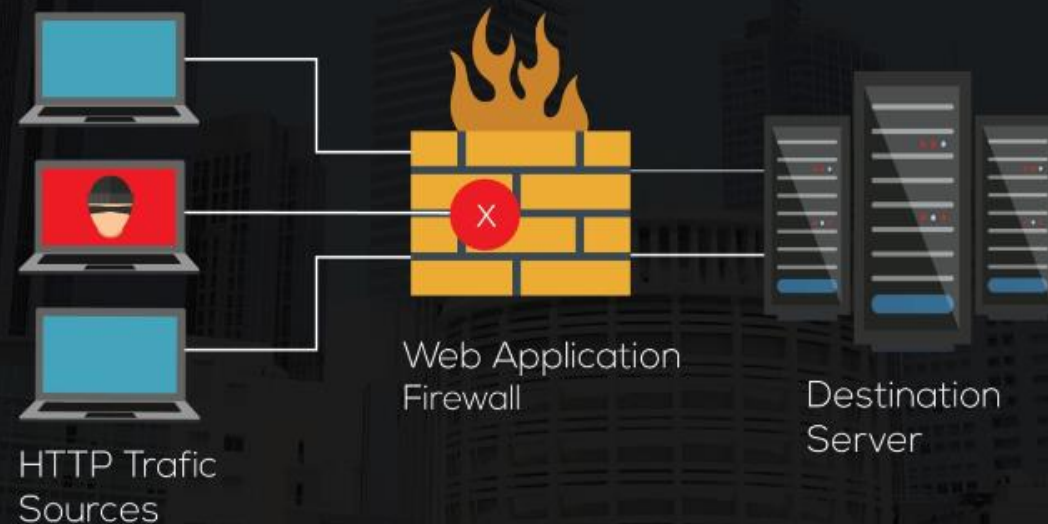 X
Web Application
Firewall
Destination
Server
HTTP Trafic
Sources